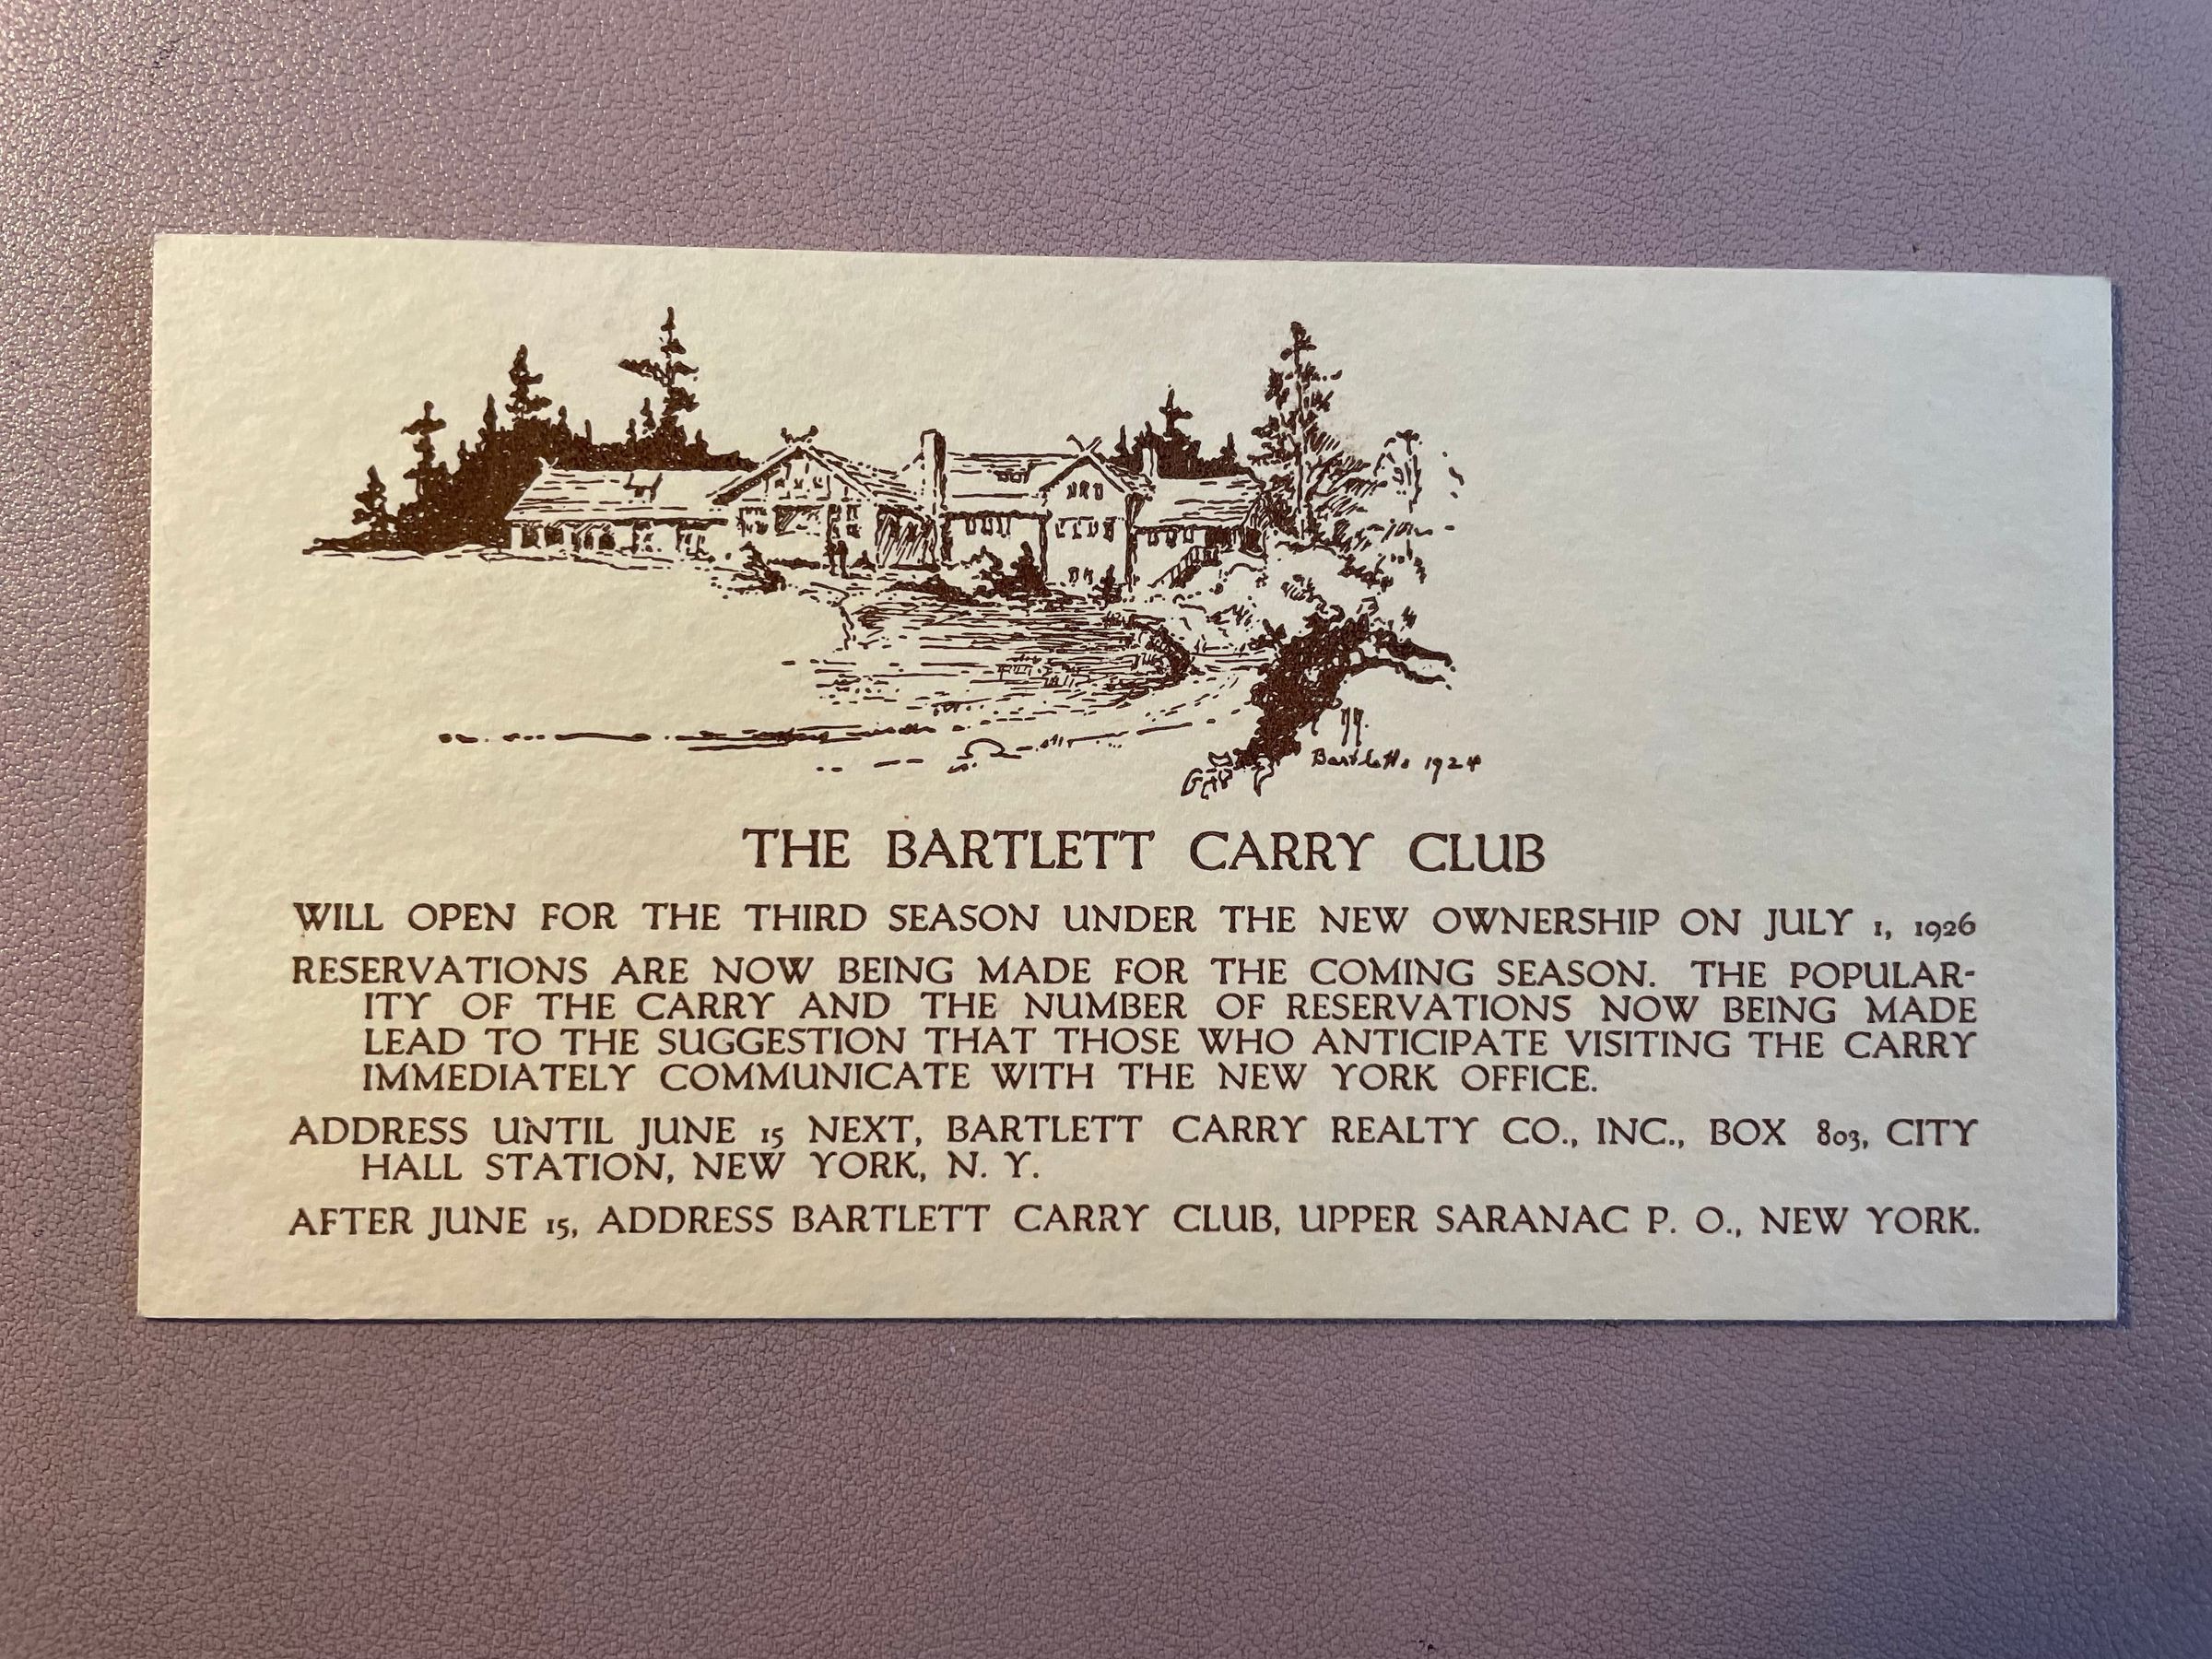 Bartletts 1924
THE BARTLETT CARRY CLUB
WILL OPEN FOR THE THIRD SEASON UNDER THE NEW OWNERSHIP ON JULY 1, 1926
RESERVATIONS ARE NOW BEING MADE FOR THE COMING SEASON. THE POPULAR-
ITY OF THE CARRY AND THE NUMBER OF RESERVATIONS NOW BEING MADE
LEAD TO THE SUGGESTION THAT THOSE WHO ANTICIPATE VISITING THE CARRY
IMMEDIATELY COMMUNICATE WITH THE NEW YORK OFFICE.
ADDRESS UNTIL JUNE 15 NEXT, BARTLETT CARRY REALTY CO., INC., BOX 803, CITY
HALL STATION, NEW YORK, N. Y.
AFTER JUNE 15, ADDRESS BARTLETT CARRY CLUB, UPPER SARANAC P. O., NEW YORK.